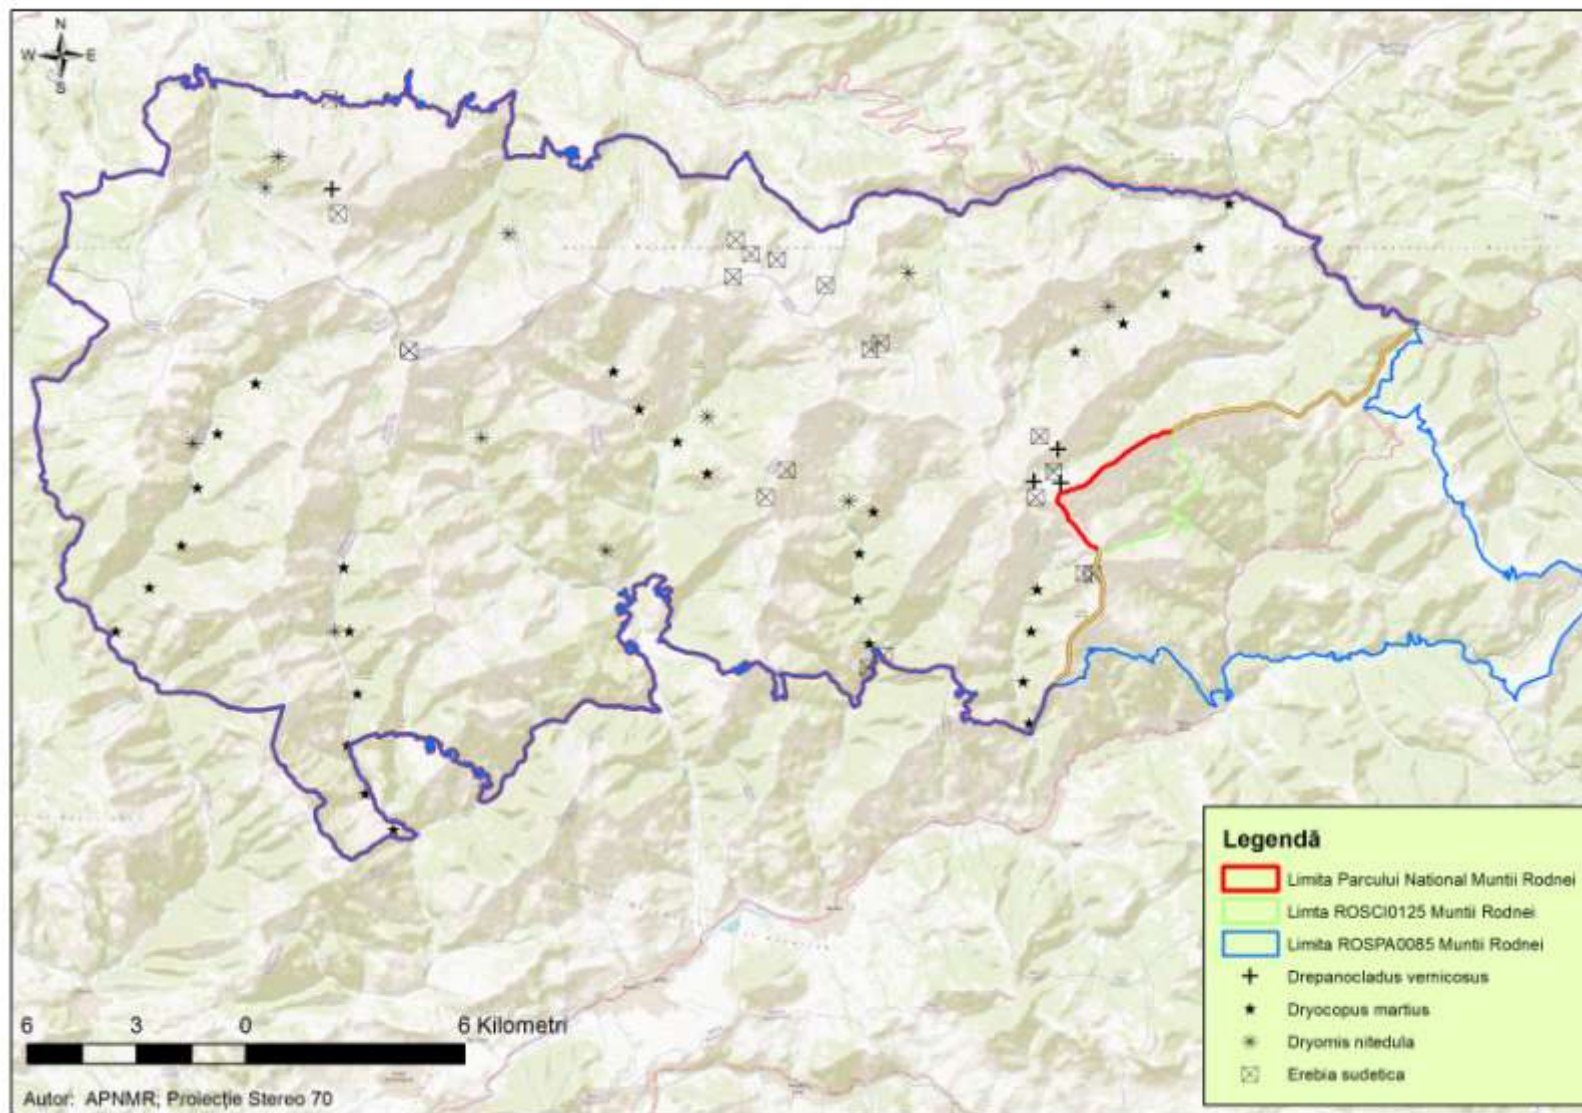 N
W E
S
Legendă
Limita Parcului National Muntii Rodnei
Limta ROSCI0125 Muntii Rodnei
Limita ROSPA0085 Muntii Rodnei
Drepanocladus vernicosus
Dryocopus martius
Dryomis nitedula
Erebia sudetica
6 3 0 6 Kilometri
Autor: APNMR; Proiecție Stereo 70